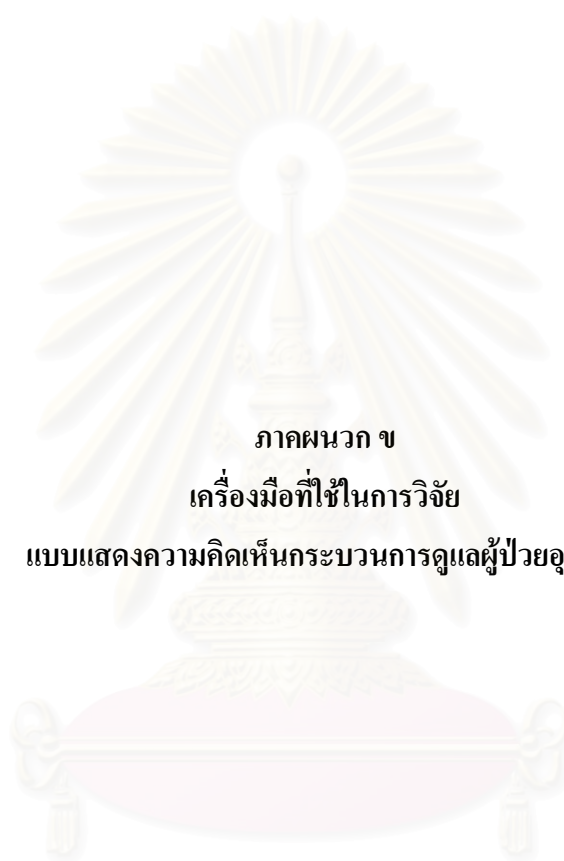 ภาคผนวก ข
เครื่องมือที่ใช้ในการวิจัย
แบบแสดงความคิดเห็นกระบวนการดูแลผู้ป่วยอุ